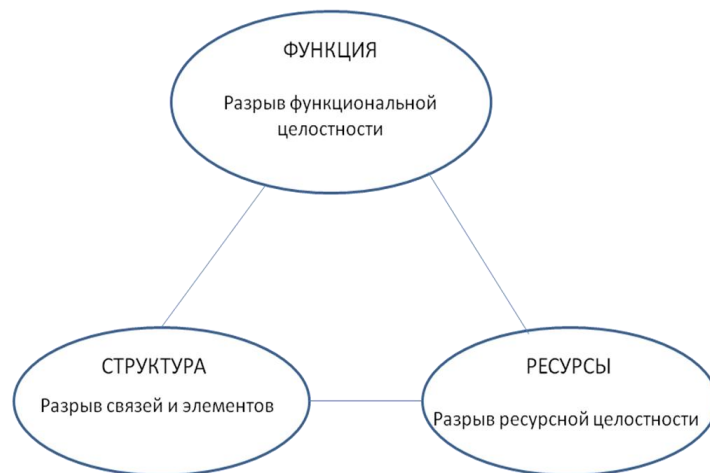 ФУНКЦИЯ
Разрыв функциональной
целостности
СТРУКТУРА
Разрыв связей и элементов
РЕСУРСЫ
Разрыв ресурсной целостности